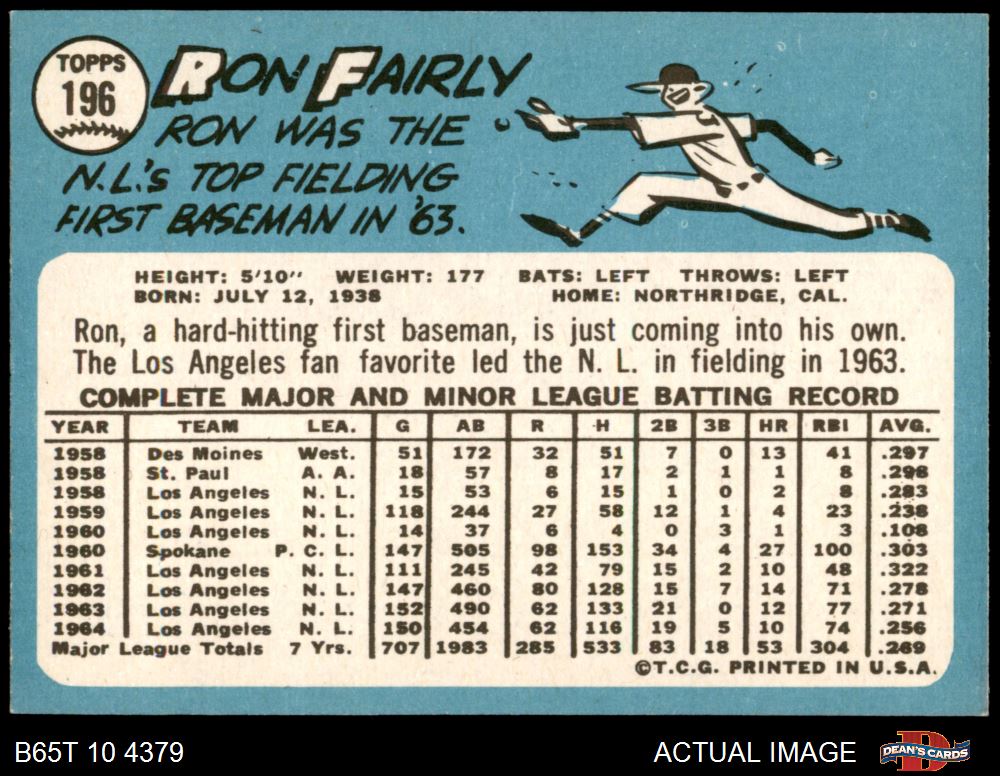 TOPPS
196
RON FAIRLY
RON WAS THE
N.L.'S TOP FIELDING
FIRST BASEMAN IN '63.
HEIGHT: 5'10" WEIGHT: 177 BATS: LEFT THROWS: LEFT
BORN: JULY 12, 1938 HOME: NORTHRIDGE, CAL.
Ron, a hard-hitting first baseman, is just coming into his own.
The Los Angeles fan favorite led the N. L. in fielding in 1963.
COMPLETE MAJOR AND MINOR LEAGUE BATTING RECORD
YEAR TEAM LEA. G AB R H 2B 3B HR RBI AVG.
1958 Des Moines West. 51 172 32 51 7 0 13 41 .297
1958 St. Paul A. A. 18 57 8 17 2 1 1 8 .298
1958 Los Angeles N. L. 15 53 6 15 1 0 2 8 .283
1959 Los Angeles N. L. 118 244 27 58 12 1 4 23 .238
1960 Los Angeles N. L. 14 37 6 4 0 3 1 3 .108
1960 Spokane P. C. L. 147 505 98 153 34 4 27 100 .303
1961 Los Angeles N. L. 111 245 42 79 15 2 10 48 .322
1962 Los Angeles N. L. 147 460 80 128 15 7 14 71 .278
1963 Los Angeles N. L. 152 490 62 133 21 0 12 77 .271
1964 Los Angeles N. L. 150 454 62 116 19 5 10 74 .256
Major League Totals 7 Yrs. 707 1983 285 533 83 18 53 304 .269
©T.C.G. PRINTED IN U.S.A.
B65T 10 4379 ACTUAL IMAGE D DEAN'S CARDS